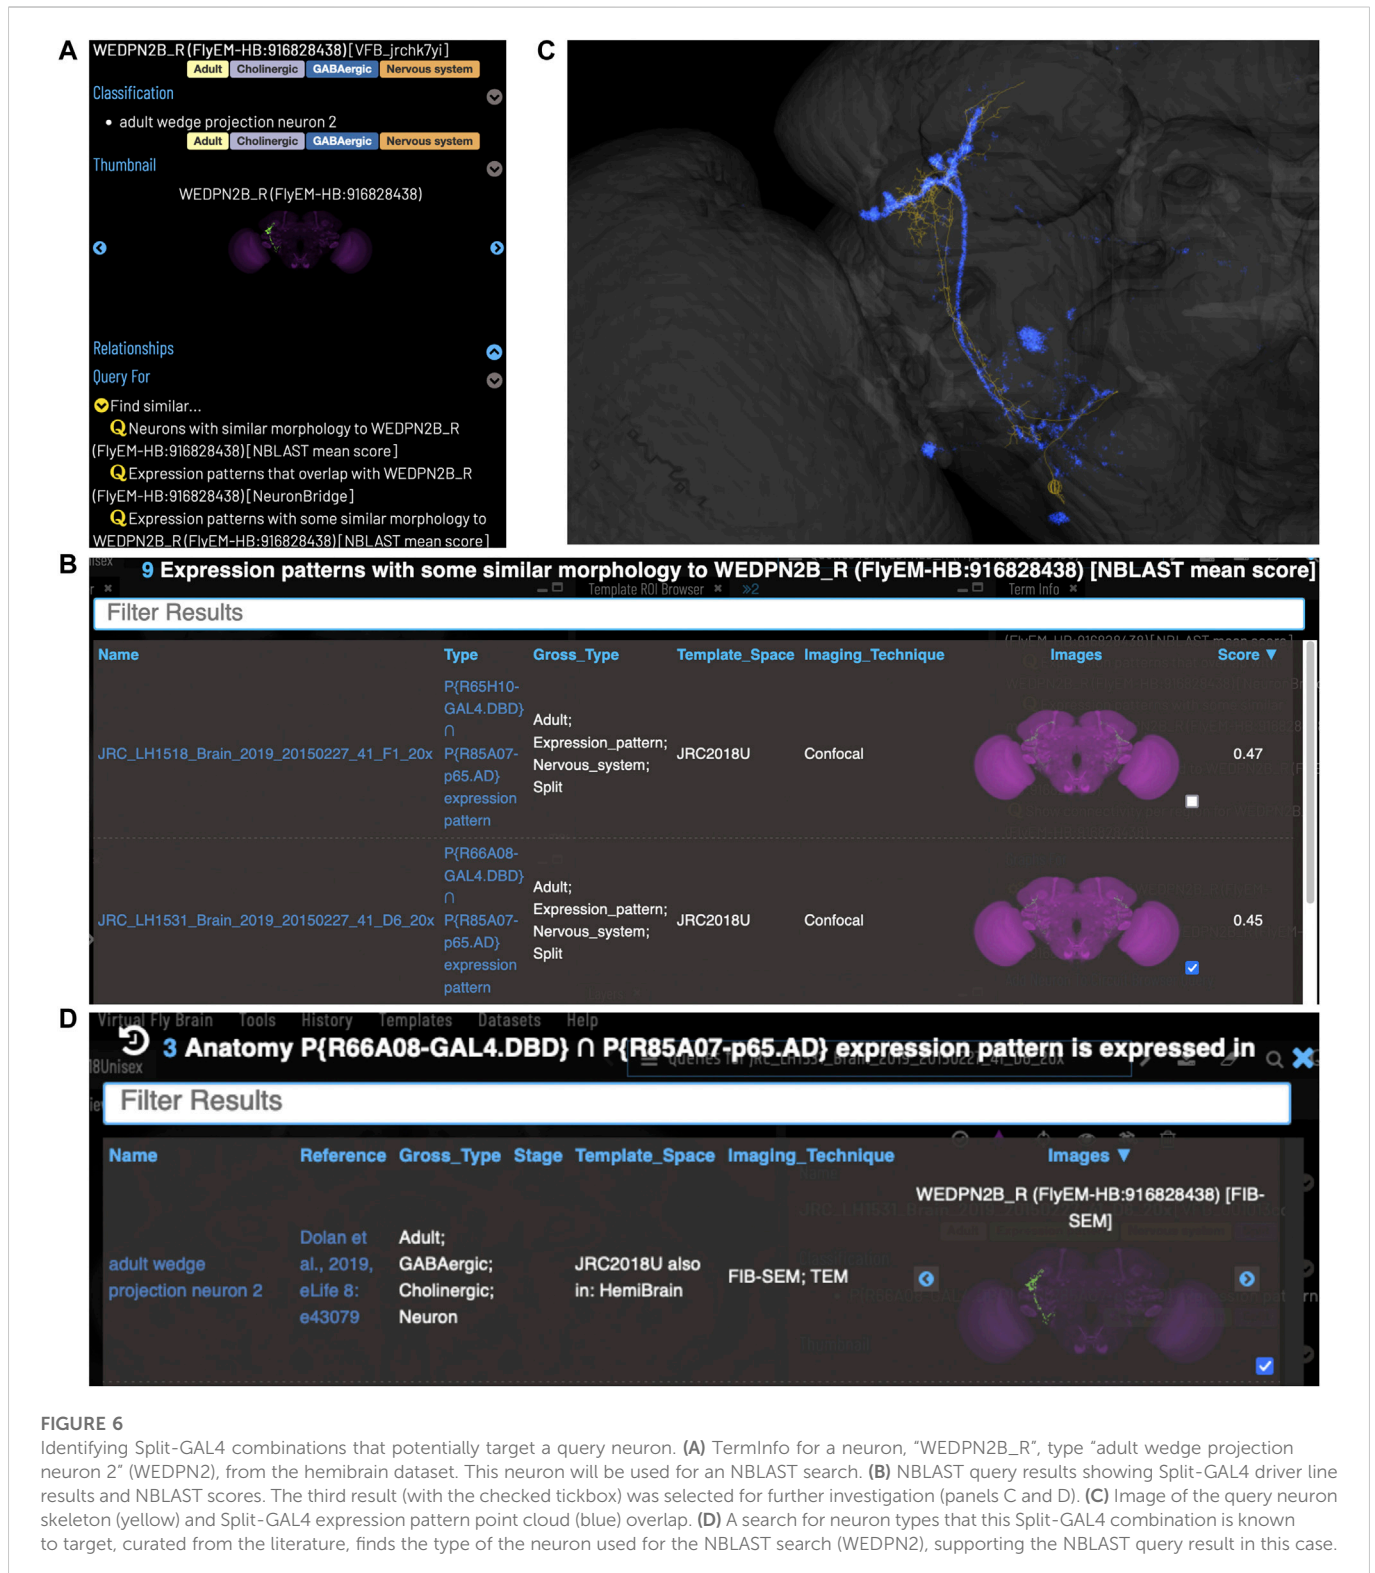 A
WEDPN2B_R (FlyEM-HB:916828438) [VFB_jrchk7yi]
Adult Cholinergic GABAergic Nervous system
Classification
• adult wedge projection neuron 2
Adult Cholinergic GABAergic Nervous system
Thumbnail
WEDPN2B_R (FlyEM-HB:916828438)
Relationships
Query For
Find similar...
Neurons with similar morphology to WEDPN2B_R
(FlyEM-HB:916828438) [NBLAST mean score]
Expression patterns that overlap with WEDPN2B_R
(FlyEM-HB:916828438) [NeuronBridge]
Expression patterns with some similar morphology to
WEDPN2B_R (FlyEM-HB:916828438) [NBLAST mean score]
C
B
9 Expression patterns with some similar morphology to WEDPN2B_R (FlyEM-HB:916828438) [NBLAST mean score]
Template ROI Browser
»2
Term Info
Filter Results
Name Type Gross_Type Template_Space Imaging_Technique Images Score ▼
JRC_LH1518_Brain_2019_20150227_41_F1_20x
P{R65H10-
GAL4.DBD}
∩
P{R85A07-
p65.AD}
expression
pattern
Adult;
Expression_pattern;
Nervous_system;
Split
JRC2018U
Confocal
0.47
JRC_LH1531_Brain_2019_20150227_41_D6_20x
P{R66A08-
GAL4.DBD}
∩
P{R85A07-
p65.AD}
expression
pattern
Adult;
Expression_pattern;
Nervous_system;
Split
JRC2018U
Confocal
0.45
D
Virtual Fly Brain Tools History Templates Datasets Help
3 Anatomy P{R66A08-GAL4.DBD} ∩ P{R85A07-p65.AD} expression pattern is expressed in
18Unisex
Queries for JRC_LH1531_Brain_2019_20150227_41_D6_20x
Filter Results
Name Reference Gross_Type Stage Template_Space Imaging_Technique Images ▼
adult wedge
projection neuron 2
Dolan et
al., 2019,
eLife 8:
e43079
Adult;
GABAergic;
Cholinergic;
Neuron
JRC2018U also
in: HemiBrain
FIB-SEM; TEM
WEDPN2B_R (FlyEM-HB:916828438) [FIB-
SEM]
FIGURE 6
Identifying Split-GAL4 combinations that potentially target a query neuron. (A) TermInfo for a neuron, “WEDPN2B_R”, type “adult wedge projection
neuron 2” (WEDPN2), from the hemibrain dataset. This neuron will be used for an NBLAST search. (B) NBLAST query results showing Split-GAL4 driver line
results and NBLAST scores. The third result (with the checked tickbox) was selected for further investigation (panels C and D). (C) Image of the query neuron
skeleton (yellow) and Split-GAL4 expression pattern point cloud (blue) overlap. (D) A search for neuron types that this Split-GAL4 combination is known
to target, curated from the literature, finds the type of the neuron used for the NBLAST search (WEDPN2), supporting the NBLAST query result in this case.